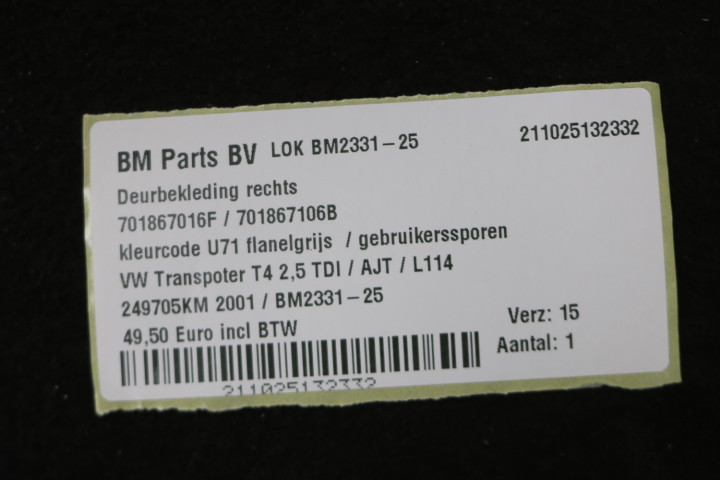 BM Parts BV LOK BM2331-25 211025132332
Deurbekleding rechts
701867016F / 701867106B
kleurcode U71 flanelgrijs / gebruikerssporen
VW Transpoter T4 2,5 TDI / AJT / L114
249705KM 2001 / BM2331-25
49,50 Euro incl BTW
Verz: 15
Aantal: 1
211025132332